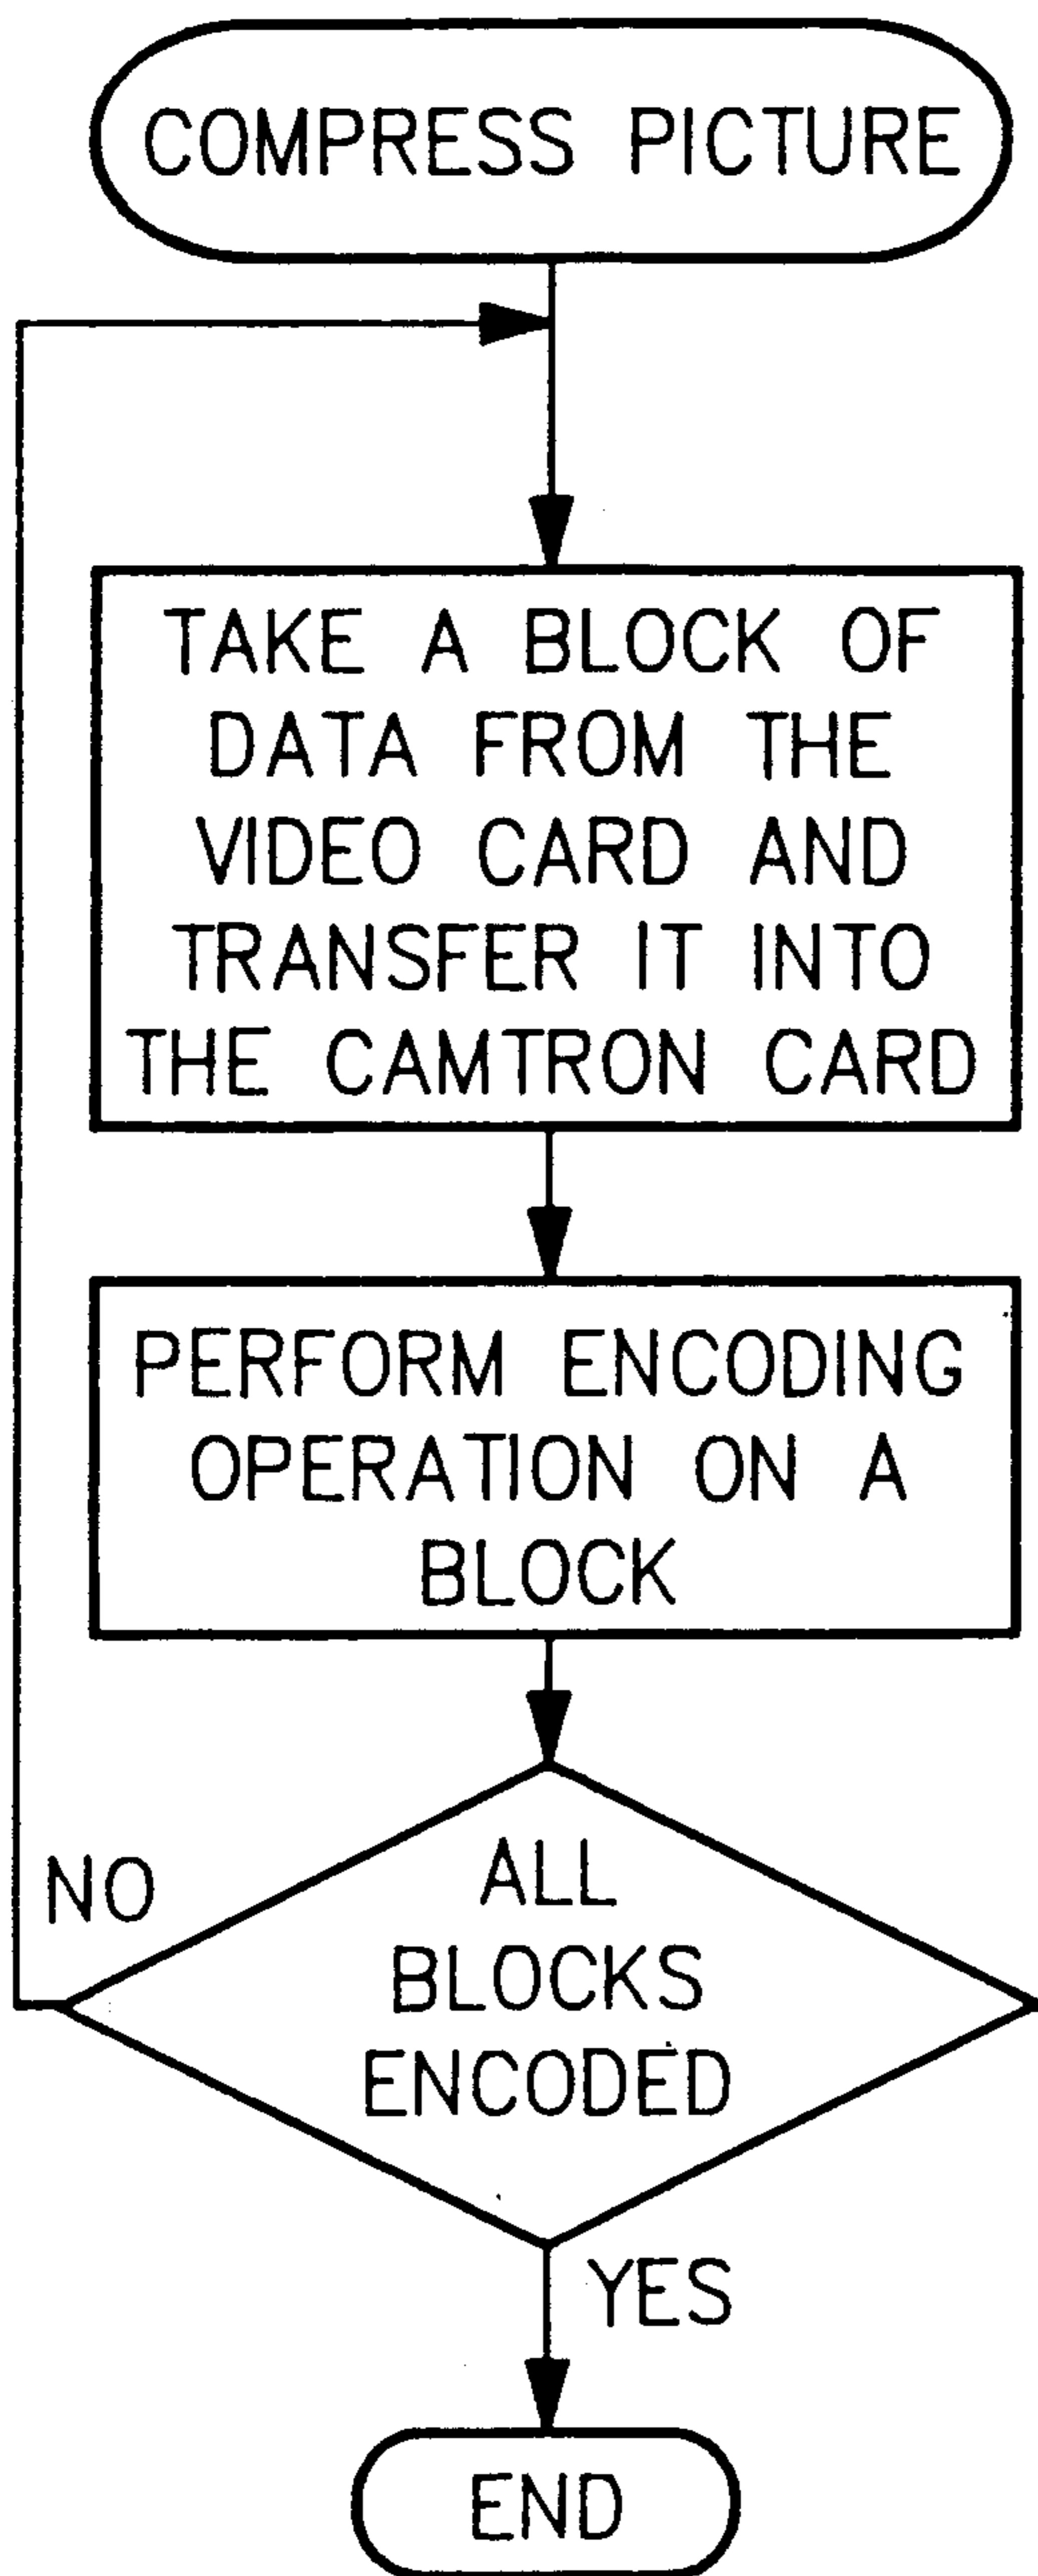 COMPRESS PICTURE
TAKE A BLOCK OF
DATA FROM THE
VIDEO CARD AND
TRANSFER IT INTO
THE CAMTRON CARD
PERFORM ENCODING
OPERATION ON A
BLOCK
NO
ALL
BLOCKS
ENCODED
YES
END